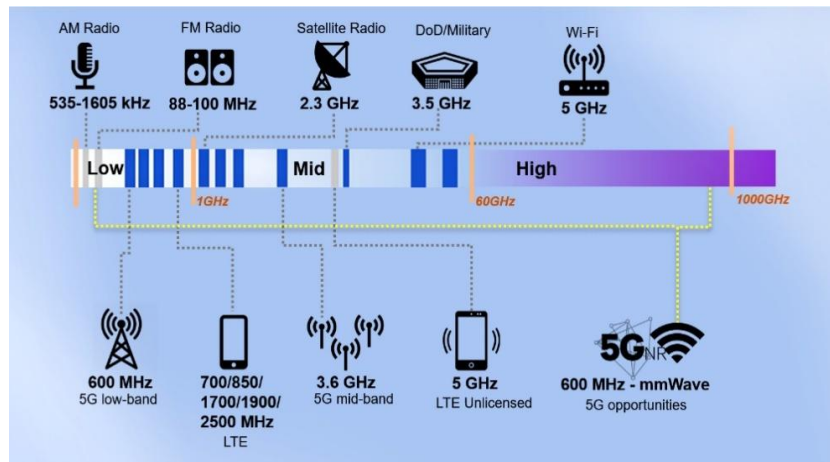 AM Radio
FM Radio
Satellite Radio
DoD/Military
Wi-Fi
535-1605 kHz
88-100 MHz
2.3 GHz
3.5 GHz
5 GHz
Low
Mid
High
1GHz
60GHz
1000GHz
600 MHz
5G low-band
700/850/
1700/1900/
2500 MHz
LTE
3.6 GHz
5G mid-band
5 GHz
LTE Unlicensed
5G NR
600 MHz - mmWave
5G opportunities